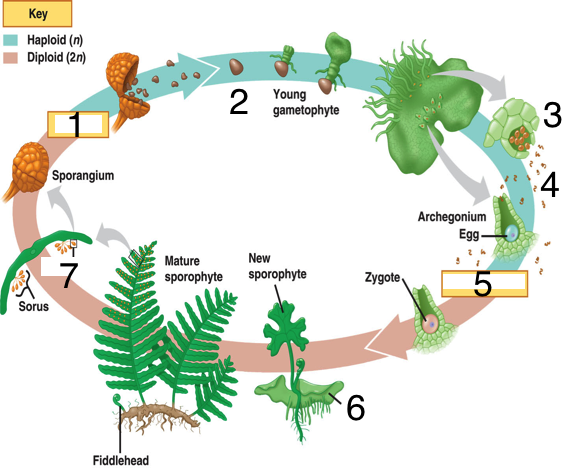 Key
Haploid (n)
Diploid (2n)
1
2
Young
gametophyte
3
4
Sporangium
Archegonium
Egg
5
7
Sorus
Mature
sporophyte
New
sporophyte
Zygote
6
Fiddlehead